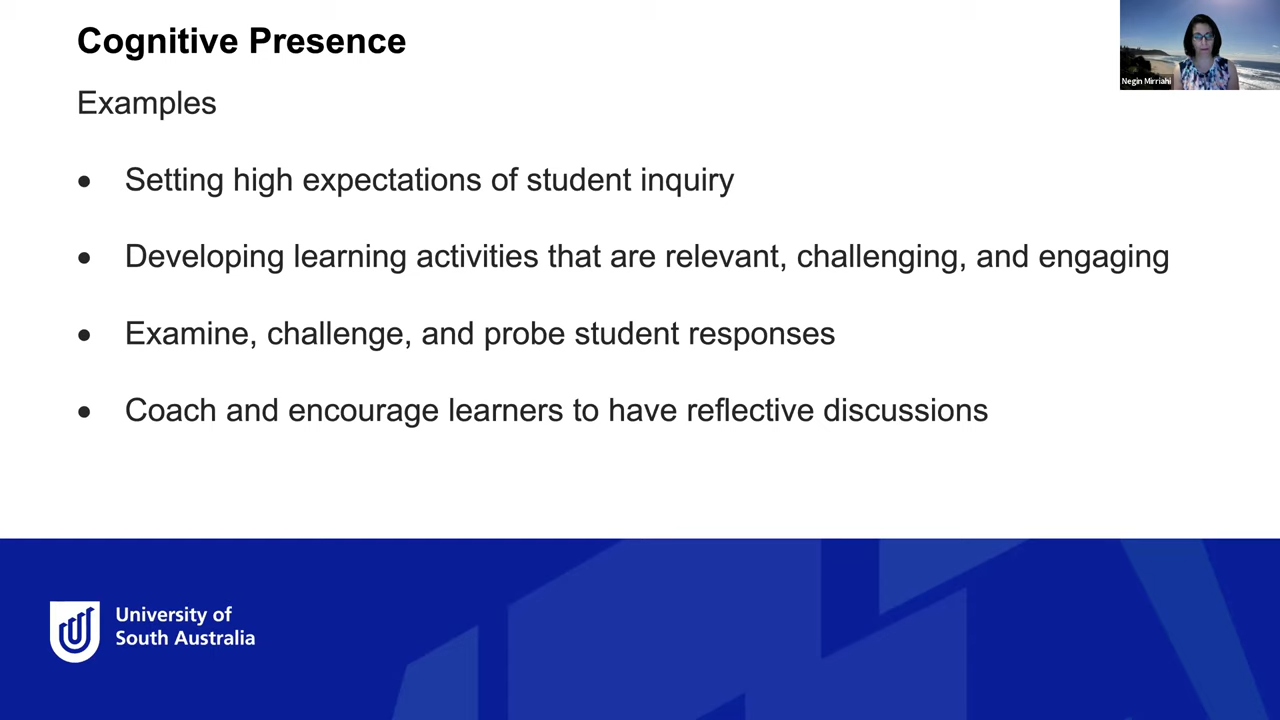 Cognitive Presence
Negin Mirriahi
Examples
• Setting high expectations of student inquiry
• Developing learning activities that are relevant, challenging, and engaging
• Examine, challenge, and probe student responses
• Coach and encourage learners to have reflective discussions
University of
South Australia